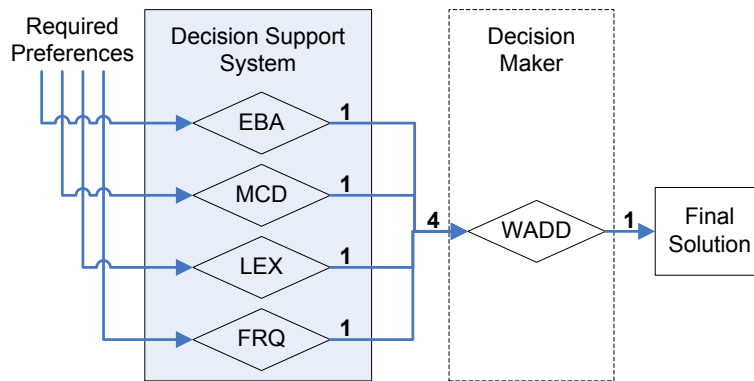 Required
Preferences
Decision Support
System
Decision
Maker
EBA
1
MCD
1
LEX
1
FRQ
1
4
WADD
1
Final
Solution